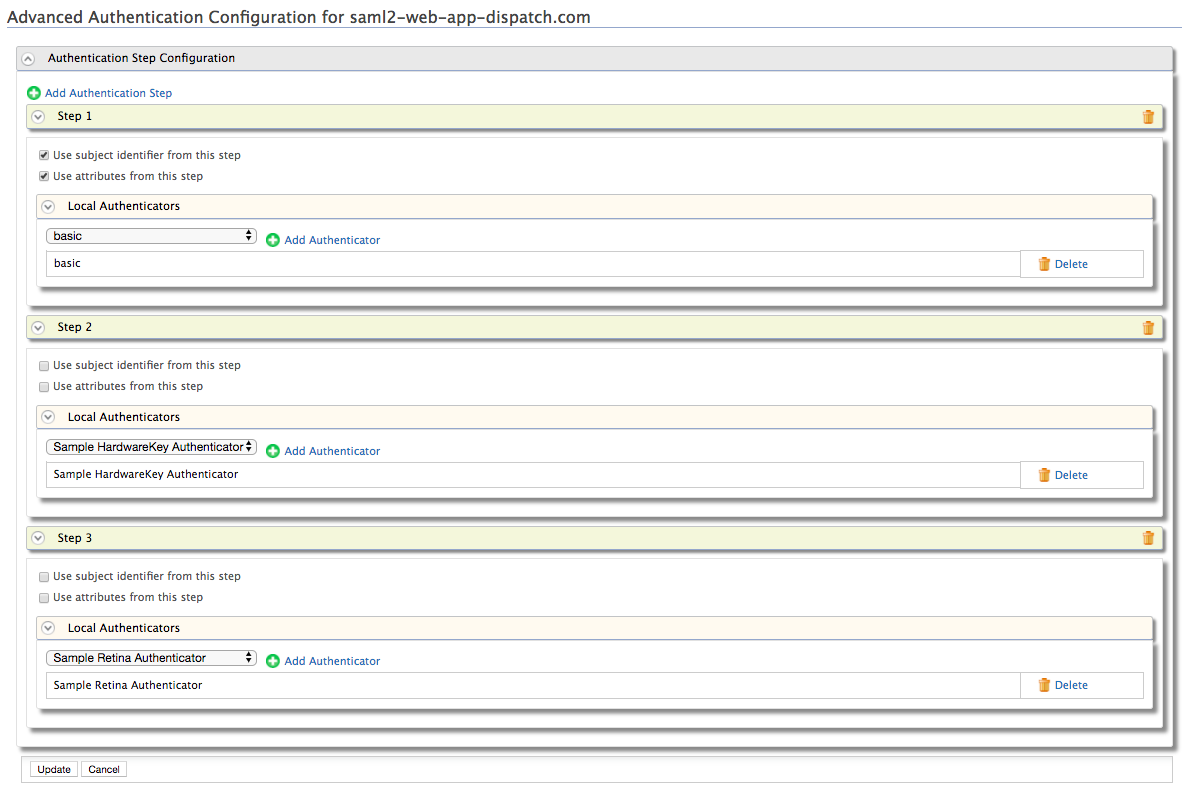 Advanced Authentication Configuration for saml2-web-app-dispatch.com
Authentication Step Configuration
Add Authentication Step
Step 1
Use subject identifier from this step
Use attributes from this step
Local Authenticators
basic Add Authenticator
basic Delete
Step 2
Use subject identifier from this step
Use attributes from this step
Local Authenticators
Sample HardwareKey Authenticator Add Authenticator
Sample HardwareKey Authenticator Delete
Step 3
Use subject identifier from this step
Use attributes from this step
Local Authenticators
Sample Retina Authenticator Add Authenticator
Sample Retina Authenticator Delete
Update Cancel